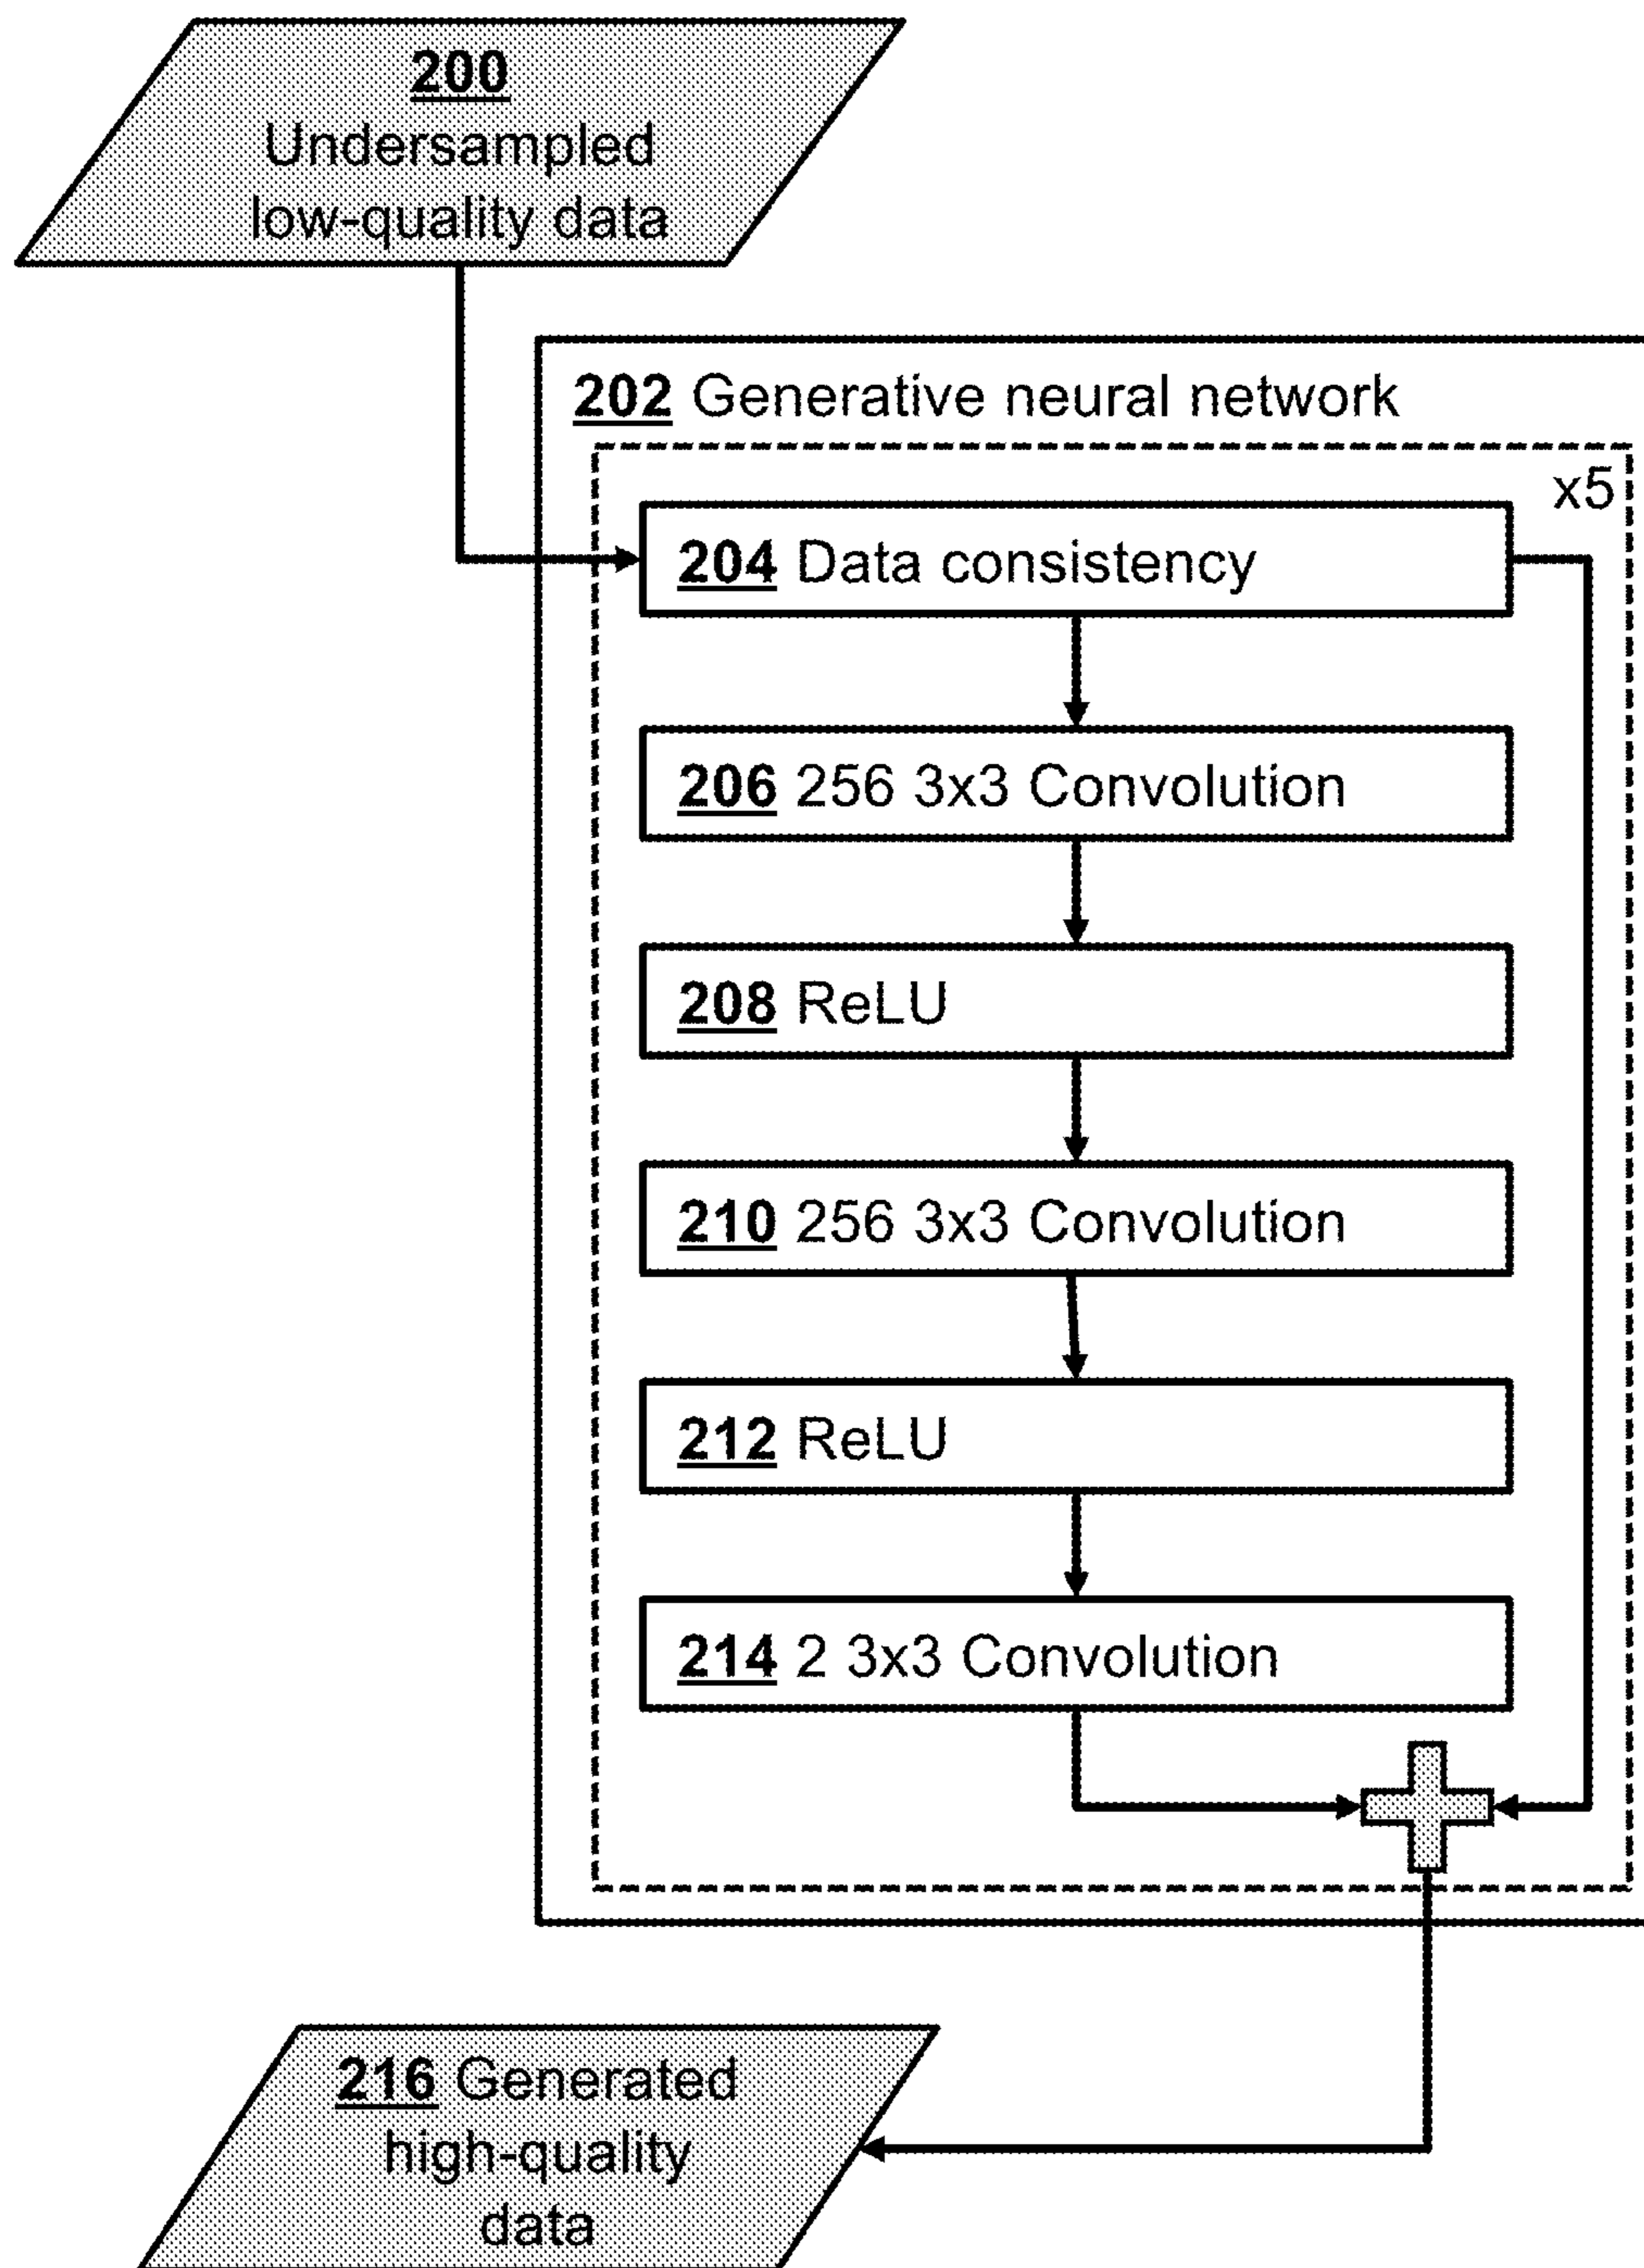 200
Undersampled
low-quality data
202 Generative neural network
x5
204 Data consistency
206 256 3x3 Convolution
208 ReLU
210 256 3x3 Convolution
212 ReLU
214 2 3x3 Convolution
216 Generated
high-quality
data